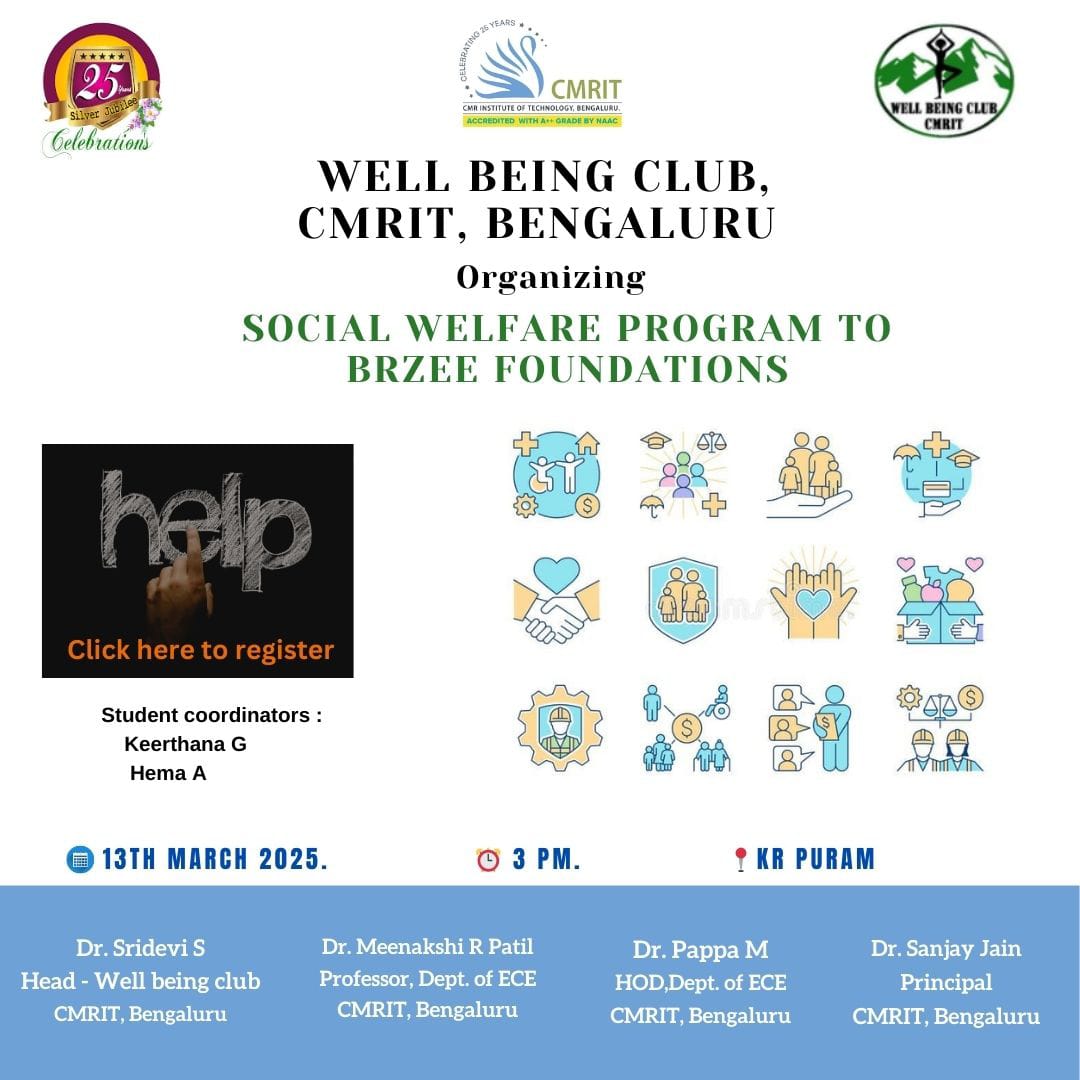 25 Years
Silver Jubilee
Celebrations
CELEBRATING 25 YEARS
CMRIT
CMR INSTITUTE OF TECHNOLOGY, BENGALURU.
ACCREDITED WITH A++ GRADE BY NAAC
WELL BEING CLUB
CMRIT
WELL BEING CLUB,
CMRIT, BENGALURU
Organizing
SOCIAL WELFARE PROGRAM TO
BRZEE FOUNDATIONS
help
Click here to register
Student coordinators :
Keerthana G
Hema A
13TH MARCH 2025.
3 PM.
KR PURAM
Dr. Sridevi S
Head - Well being club
CMRIT, Bengaluru
Dr. Meenakshi R Patil
Professor, Dept. of ECE
CMRIT, Bengaluru
Dr. Pappa M
HOD,Dept. of ECE
CMRIT, Bengaluru
Dr. Sanjay Jain
Principal
CMRIT, Bengaluru